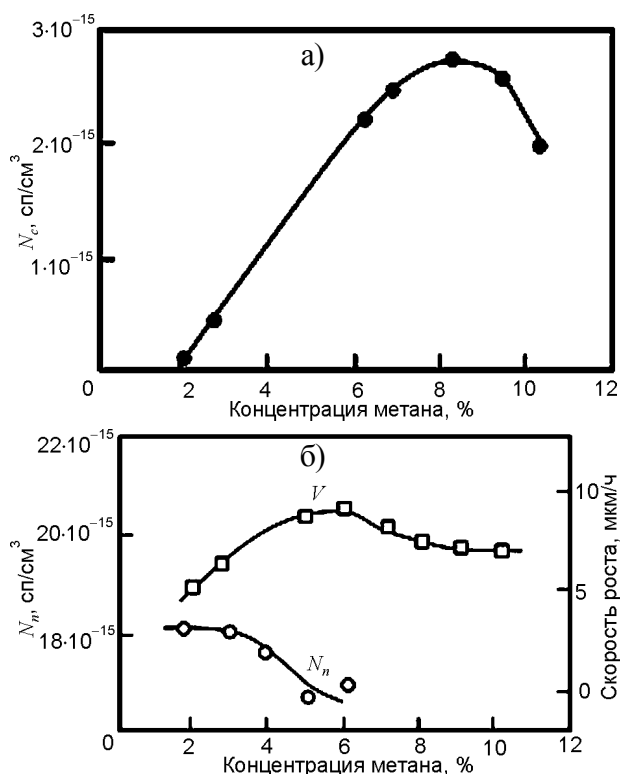 а)
3·10⁻¹⁵
2·10⁻¹⁵
1·10⁻¹⁵
N_c, сп/см³
0 2 4 6 8 10 12
Концентрация метана, %
б)
22·10⁻¹⁵
20·10⁻¹⁵
18·10⁻¹⁵
N_n, сп/см³
V
N_n
10
5
0
Скорость роста, мкм/ч
0 2 4 6 8 10 12
Концентрация метана, %